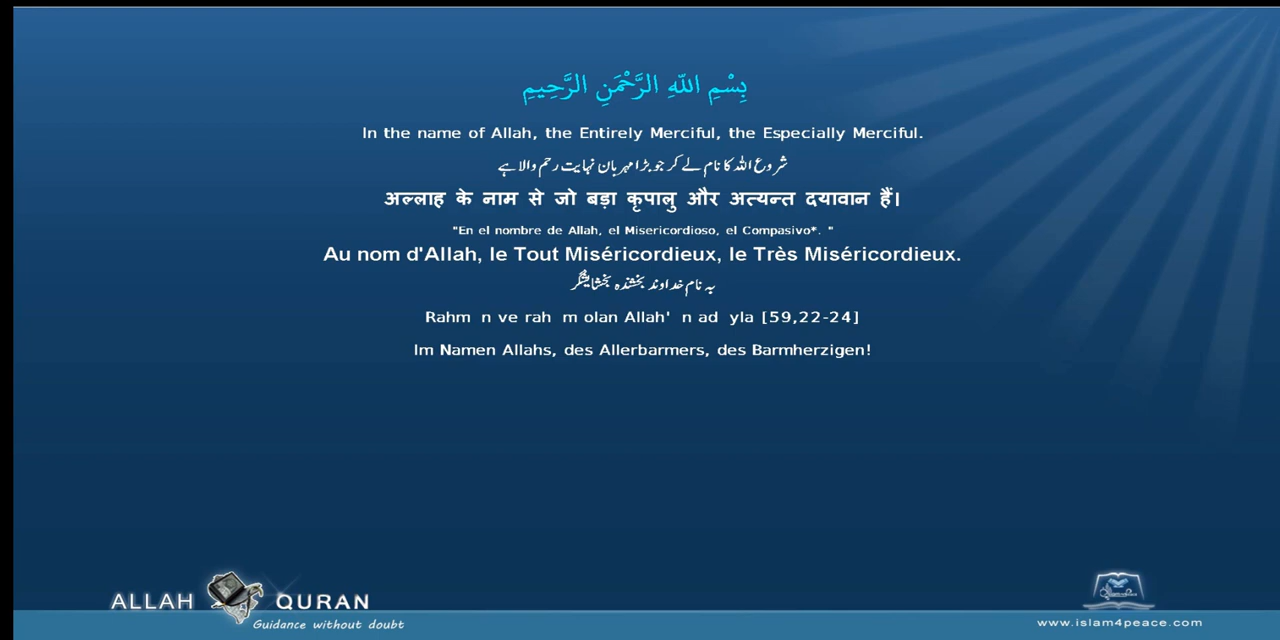 بِسْمِ اللَّهِ الرَّحْمَنِ الرَّحِيمِ
In the name of Allah, the Entirely Merciful, the Especially Merciful.
شروع الله کا نام لے کر جو بڑا مہربان نہایت رحم والا ہے
अल्लाह के नाम से जो बड़ा कृपालु और अत्यन्त दयावान हैं।
"En el nombre de Allah, el Misericordioso, el Compasivo*. "
Au nom d'Allah, le Tout Miséricordieux, le Très Miséricordieux.
به نام خداوند بخشنده بخشایشگر
Rahm n ve rah m olan Allah' n ad yla [59,22-24]
Im Namen Allahs, des Allerbarmers, des Barmherzigen!
ALLAH QURAN
Guidance without doubt
www.islam4peace.com